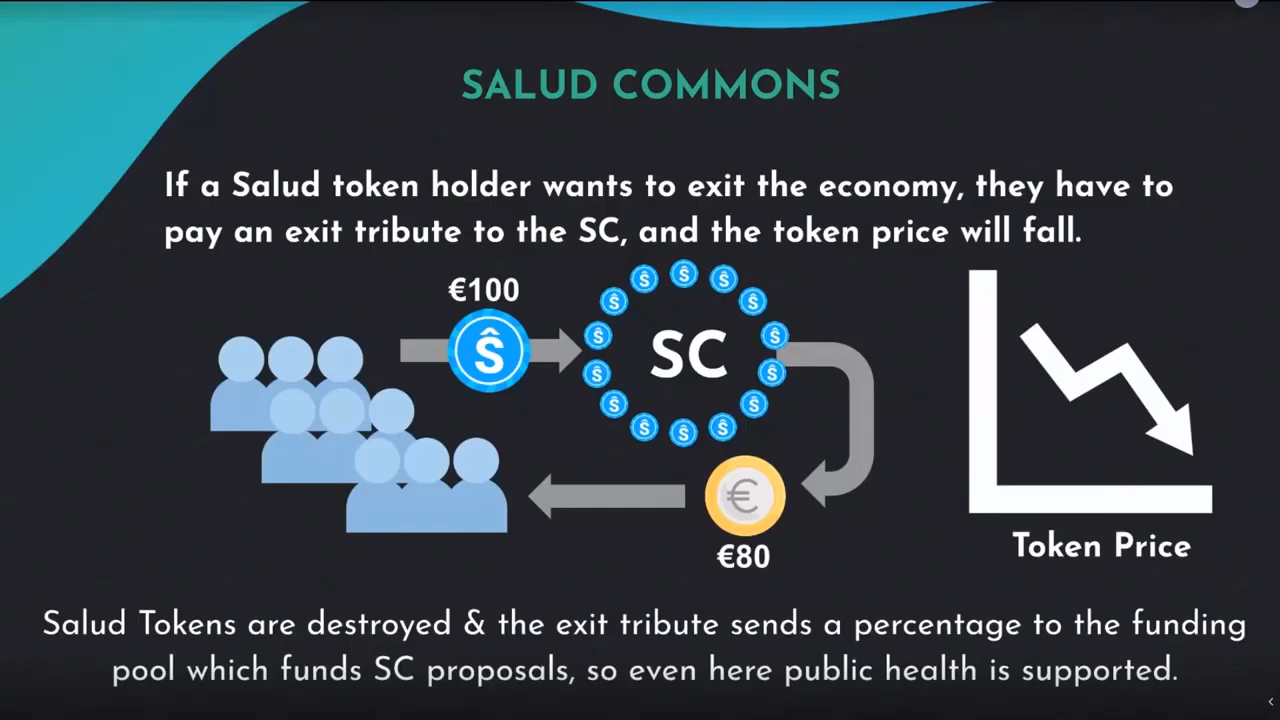 SALUD COMMONS
If a Salud token holder wants to exit the economy, they have to
pay an exit tribute to the SC, and the token price will fall.
€100
Ŝ
SC
€
€80
Token Price
Salud Tokens are destroyed & the exit tribute sends a percentage to the funding
pool which funds SC proposals, so even here public health is supported.